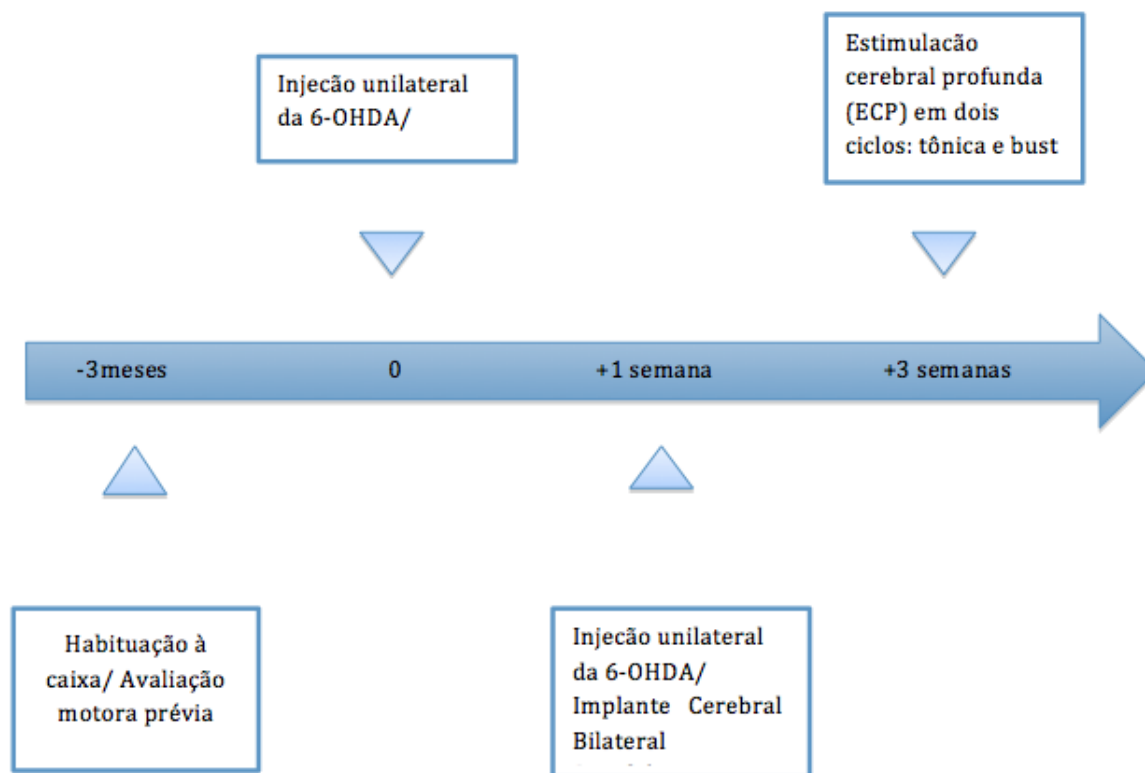 Injecão unilateral
da 6-OHDA/
Estimulacão
cerebral profunda
(ECP) em dois
ciclos: tônica e bust
-3meses
0
+1 semana
+3 semanas
Habituação à
caixa/ Avaliação
motora prévia
Injecão unilateral
da 6-OHDA/
Implante Cerebral
Bilateral